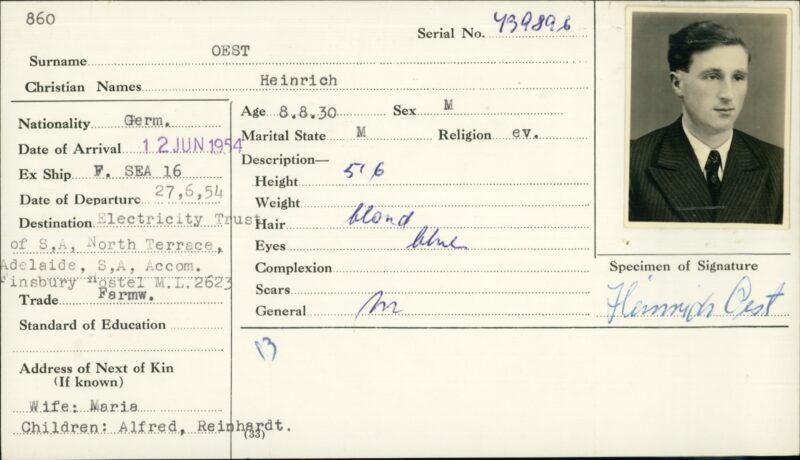 860
Serial No. 439896
Surname OEST
Christian Names Heinrich
Nationality Germ.
Date of Arrival 12 JUN 1954
Ex Ship F. SEA 16
Date of Departure 27,6,54
Destination Electricity Trust
of S,A, North Terrace,
Adelaide, S,A, Accom.
Finsbury Hostel M.L.2623
Trade Farmw.
Standard of Education
Address of Next of Kin
(If known)
Wife: Maria
Children: Alfred, Reinhardt.
(33)
Age 8.8.30 Sex M
Marital State M Religion ev.
Description—
Height 5'6
Weight
Hair blond
Eyes blue
Complexion
Scars
General
13
Specimen of Signature
Heinrich Oest